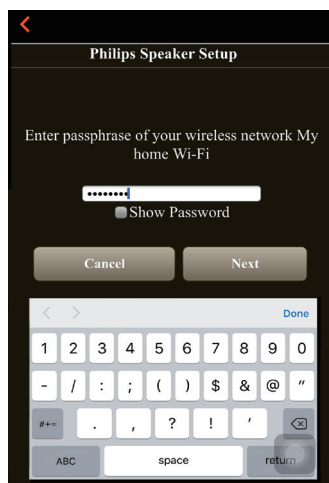 Philips Speaker Setup
Enter passphrase of your wireless network My
home Wi-Fi
••••••••
Show Password
Cancel Next
Done
1 2 3 4 5 6 7 8 9 0
- / : ; ( ) $ & @ "
#+= . , ? ! '
ABC space return